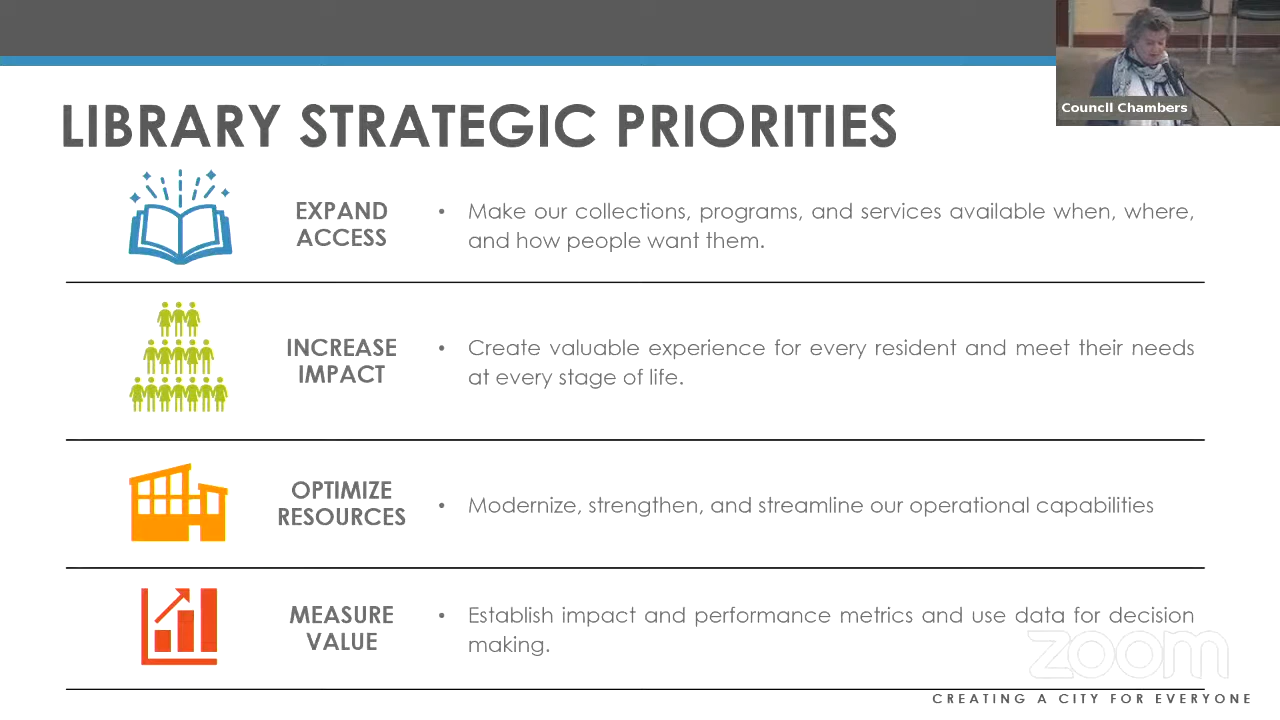 Council Chambers
LIBRARY STRATEGIC PRIORITIES
EXPAND
ACCESS
• Make our collections, programs, and services available when, where,
and how people want them.
INCREASE
IMPACT
• Create valuable experience for every resident and meet their needs
at every stage of life.
OPTIMIZE
RESOURCES
• Modernize, strengthen, and streamline our operational capabilities
MEASURE
VALUE
• Establish impact and performance metrics and use data for decision
making.
zoom
CREATING A CITY FOR EVERYONE